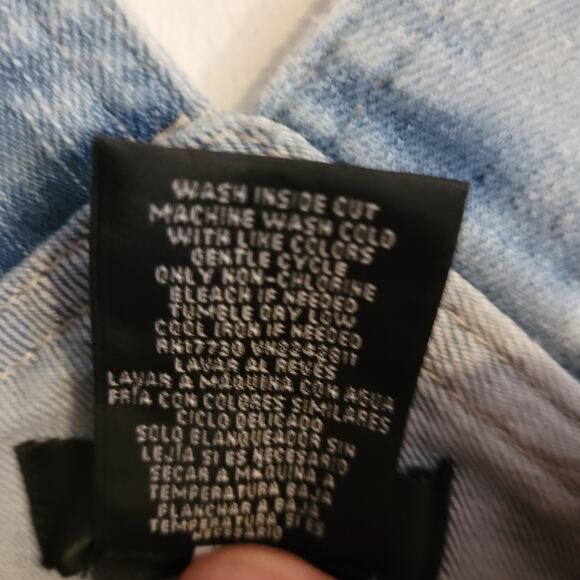 WASH INSIDE OUT
MACHINE WASH COLD
WITH LIKE COLORS
GENTLE CYCLE
ONLY NON-CHLORINE
BLEACH IF NEEDED
TUMBLE DRY LOW
COOL IRON IF NEEDED
RN17730
LAVAR AL REVÉS
LAVAR A MÁQUINA CON AGUA
FRÍA CON COLORES SIMILARES
CICLO DELICADO
SOLO BLANQUEADOR SIN
LEJÍA SI ES NECESARIO
SECAR A MÁQUINA A
TEMPERATURA BAJA
PLANCHAR A BAJA
TEMPERATURA SI ES
NECESARIO